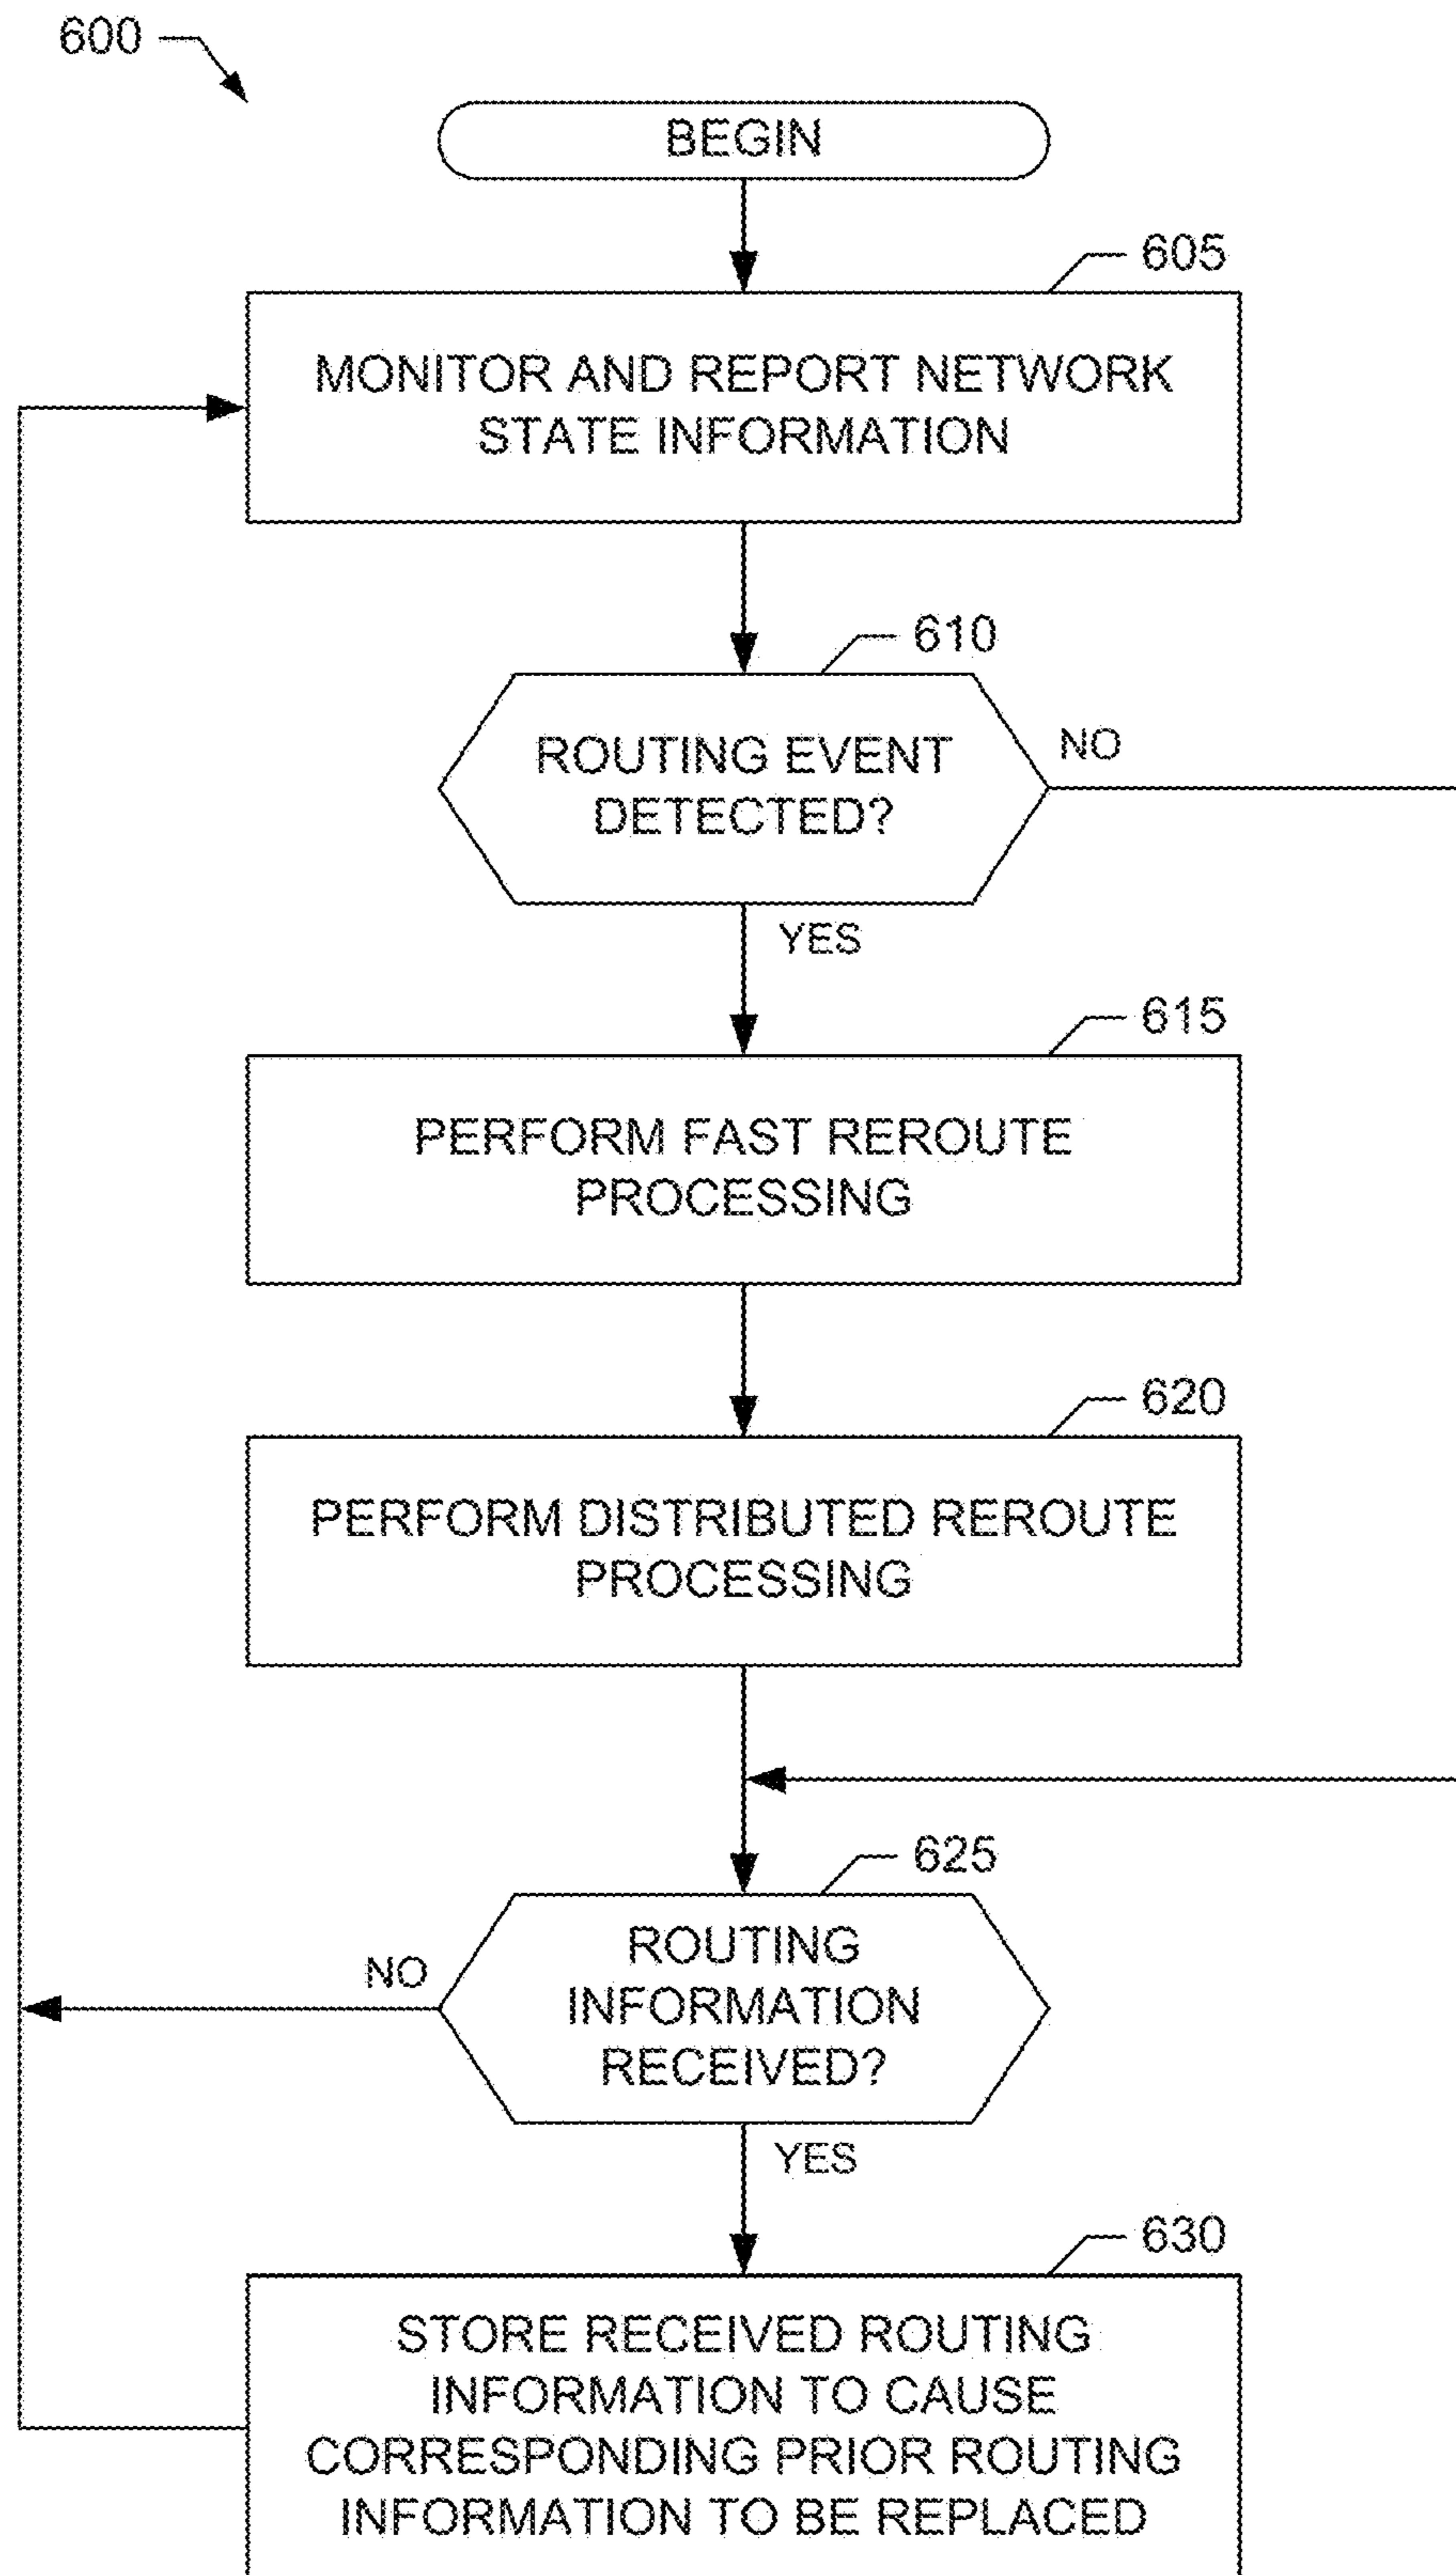 600
BEGIN
605
MONITOR AND REPORT NETWORK
STATE INFORMATION
610
ROUTING EVENT
DETECTED?
NO
YES
615
PERFORM FAST REROUTE
PROCESSING
620
PERFORM DISTRIBUTED REROUTE
PROCESSING
625
ROUTING
INFORMATION
RECEIVED?
NO
YES
630
STORE RECEIVED ROUTING
INFORMATION TO CAUSE
CORRESPONDING PRIOR ROUTING
INFORMATION TO BE REPLACED